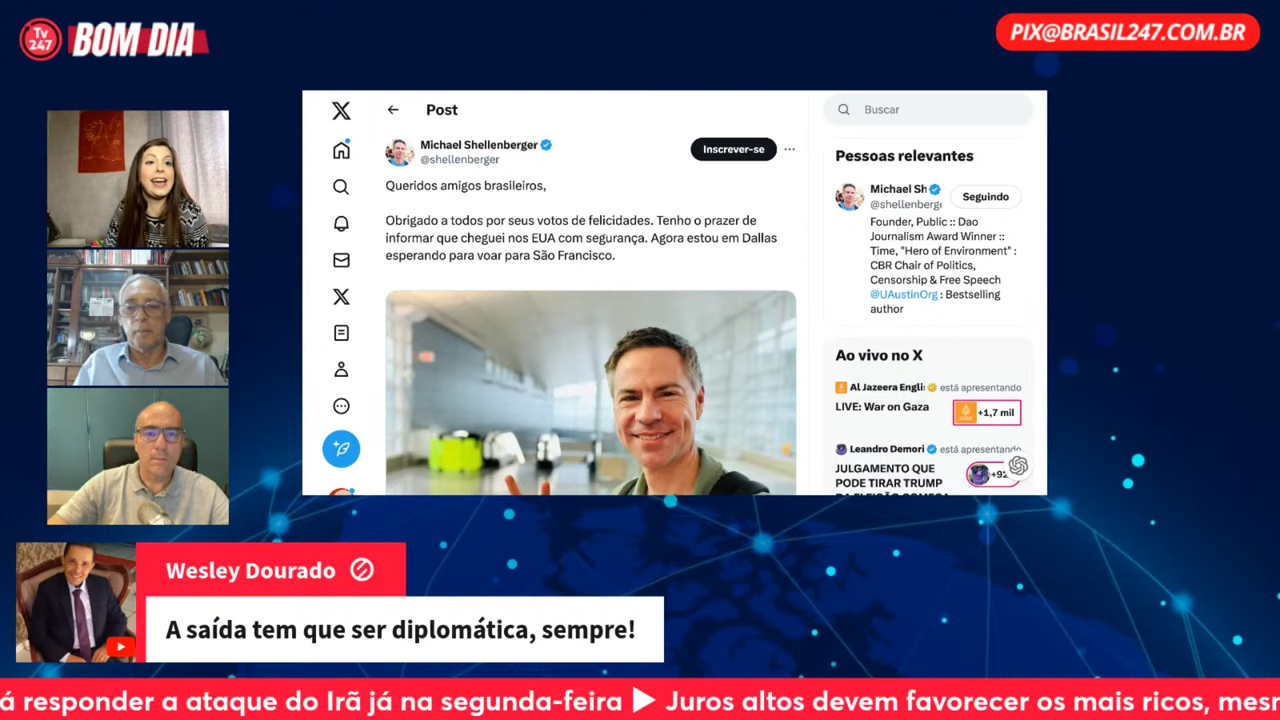 Tv
247
BOM DIA
PIX@BRASIL247.COM.BR
Post
Michael Shellenberger
@shellenberger
Inscrever-se
Queridos amigos brasileiros,
Obrigado a todos por seus votos de felicidades. Tenho o prazer de
informar que cheguei nos EUA com segurança. Agora estou em Dallas
esperando para voar para São Francisco.
Buscar
Pessoas relevantes
Michael Sh
@shellenberg
Seguindo
Founder, Public :: Dao
Journalism Award Winner ::
Time, "Hero of Environment" :
CBR Chair of Politics,
Censorship & Free Speech
@UAustinOrg : Bestselling
author
Ao vivo no X
Al Jazeera Engli está apresentando
LIVE: War on Gaza
+1,7 mil
Leandro Demori está apresentando
JULGAMENTO QUE
PODE TIRAR TRUMP
DA ELEIÇÃO COMEÇA
Wesley Dourado
A saída tem que ser diplomática, sempre!
á responder a ataque do Irã já na segunda-feira ▶ Juros altos devem favorecer os mais ricos, mesm